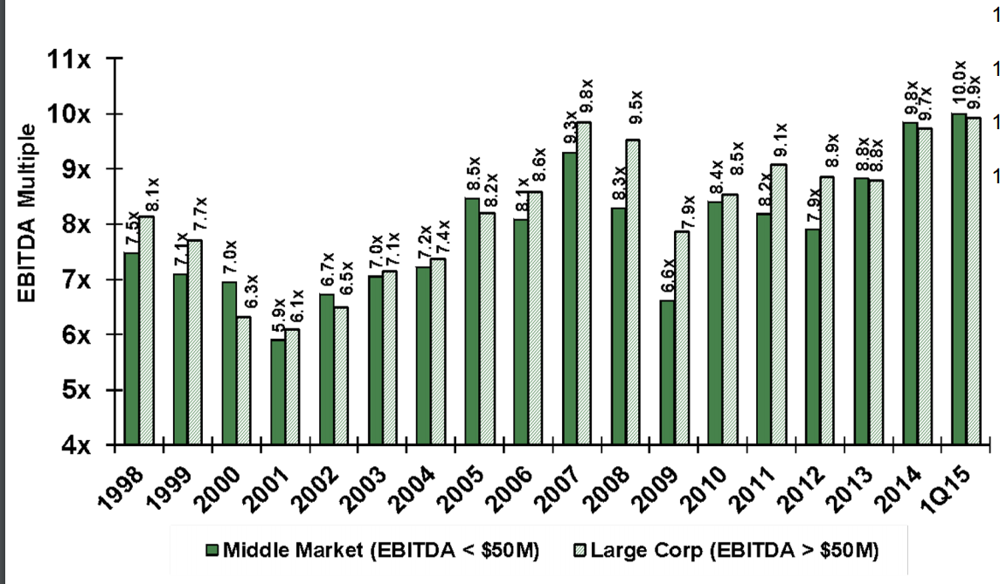 11x
10x
9x
8x
7x
6x
5x
4x
EBITDA Multiple
7.5x 8.1x
7.1x 7.7x
7.0x 6.3x
5.9x 6.1x
6.7x 6.5x
7.0x 7.1x
7.2x 7.4x
8.5x 8.2x
8.1x 8.6x
9.3x 9.8x
8.3x 9.5x
6.6x 7.9x
8.4x 8.5x
8.2x 9.1x
7.9x 8.9x
8.8x 8.8x
9.8x 9.7x
10.0x 9.9x
1998 1999 2000 2001 2002 2003 2004 2005 2006 2007 2008 2009 2010 2011 2012 2013 2014 1Q15
Middle Market (EBITDA < $50M) Large Corp (EBITDA > $50M)
1
1
1
1